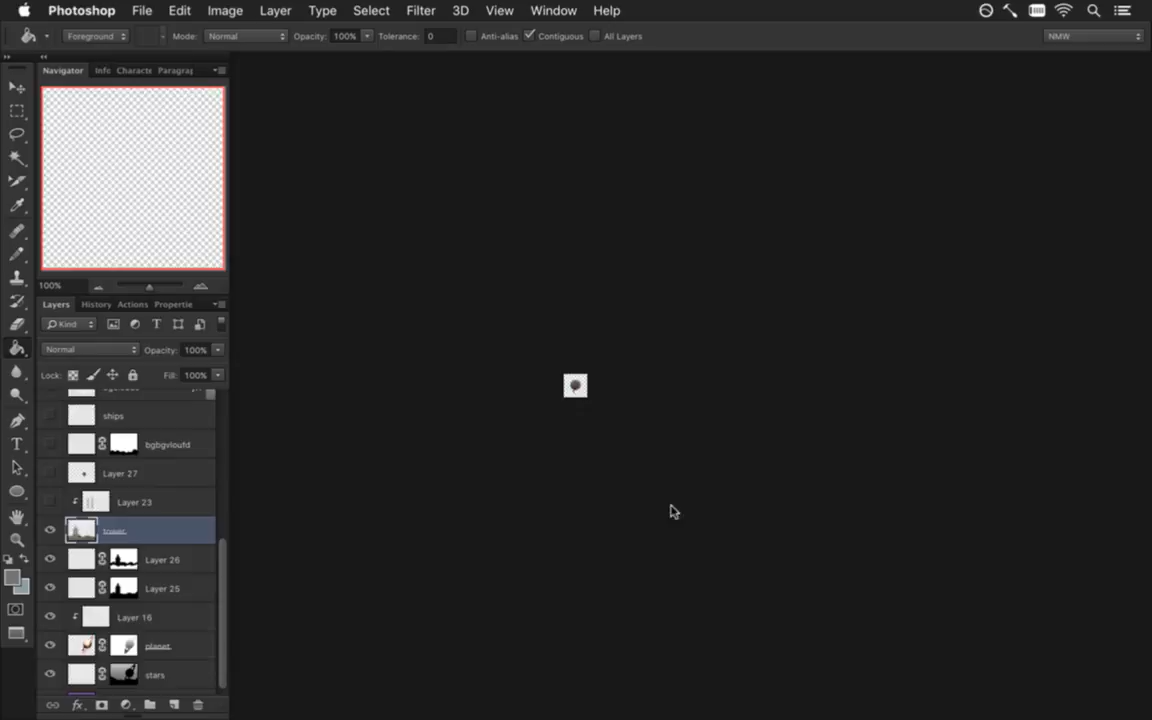 Photoshop File Edit Image Layer Type Select Filter 3D View Window Help
Foreground Mode: Normal Opacity: 100% Tolerance: 0 Anti-alias Contiguous All Layers NMW
Navigator Info Characte Paragrap
100%
Layers History Actions Propertie
Kind
Normal Opacity: 100%
Lock: Fill: 100%
ships
bgbgvloufd
Layer 27
Layer 23
Layer 26
Layer 25
Layer 16
planet
stars
fx